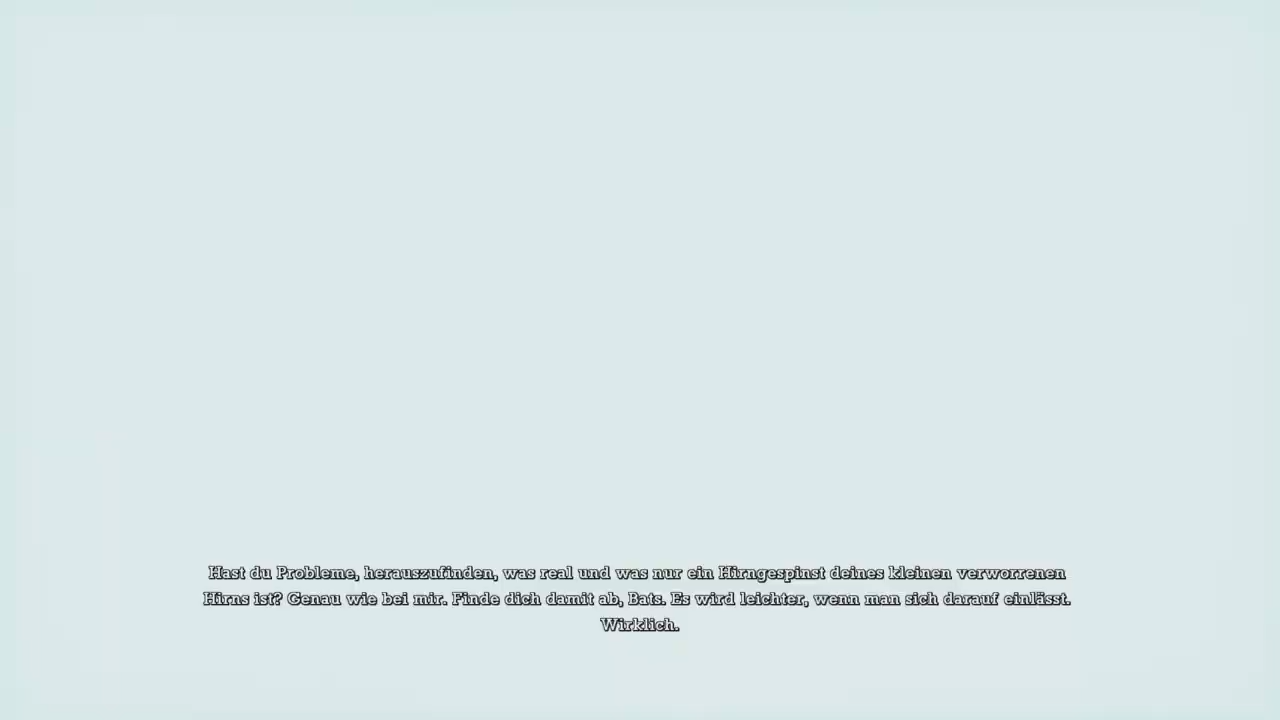 Hast du Probleme, herauszufinden, was real und was nur ein Hirngespinst deines kleinen verworrenen
Hirns ist? Genau wie bei mir. Finde dich damit ab, Bats. Es wird leichter, wenn man sich darauf einlässt.
Wirklich.